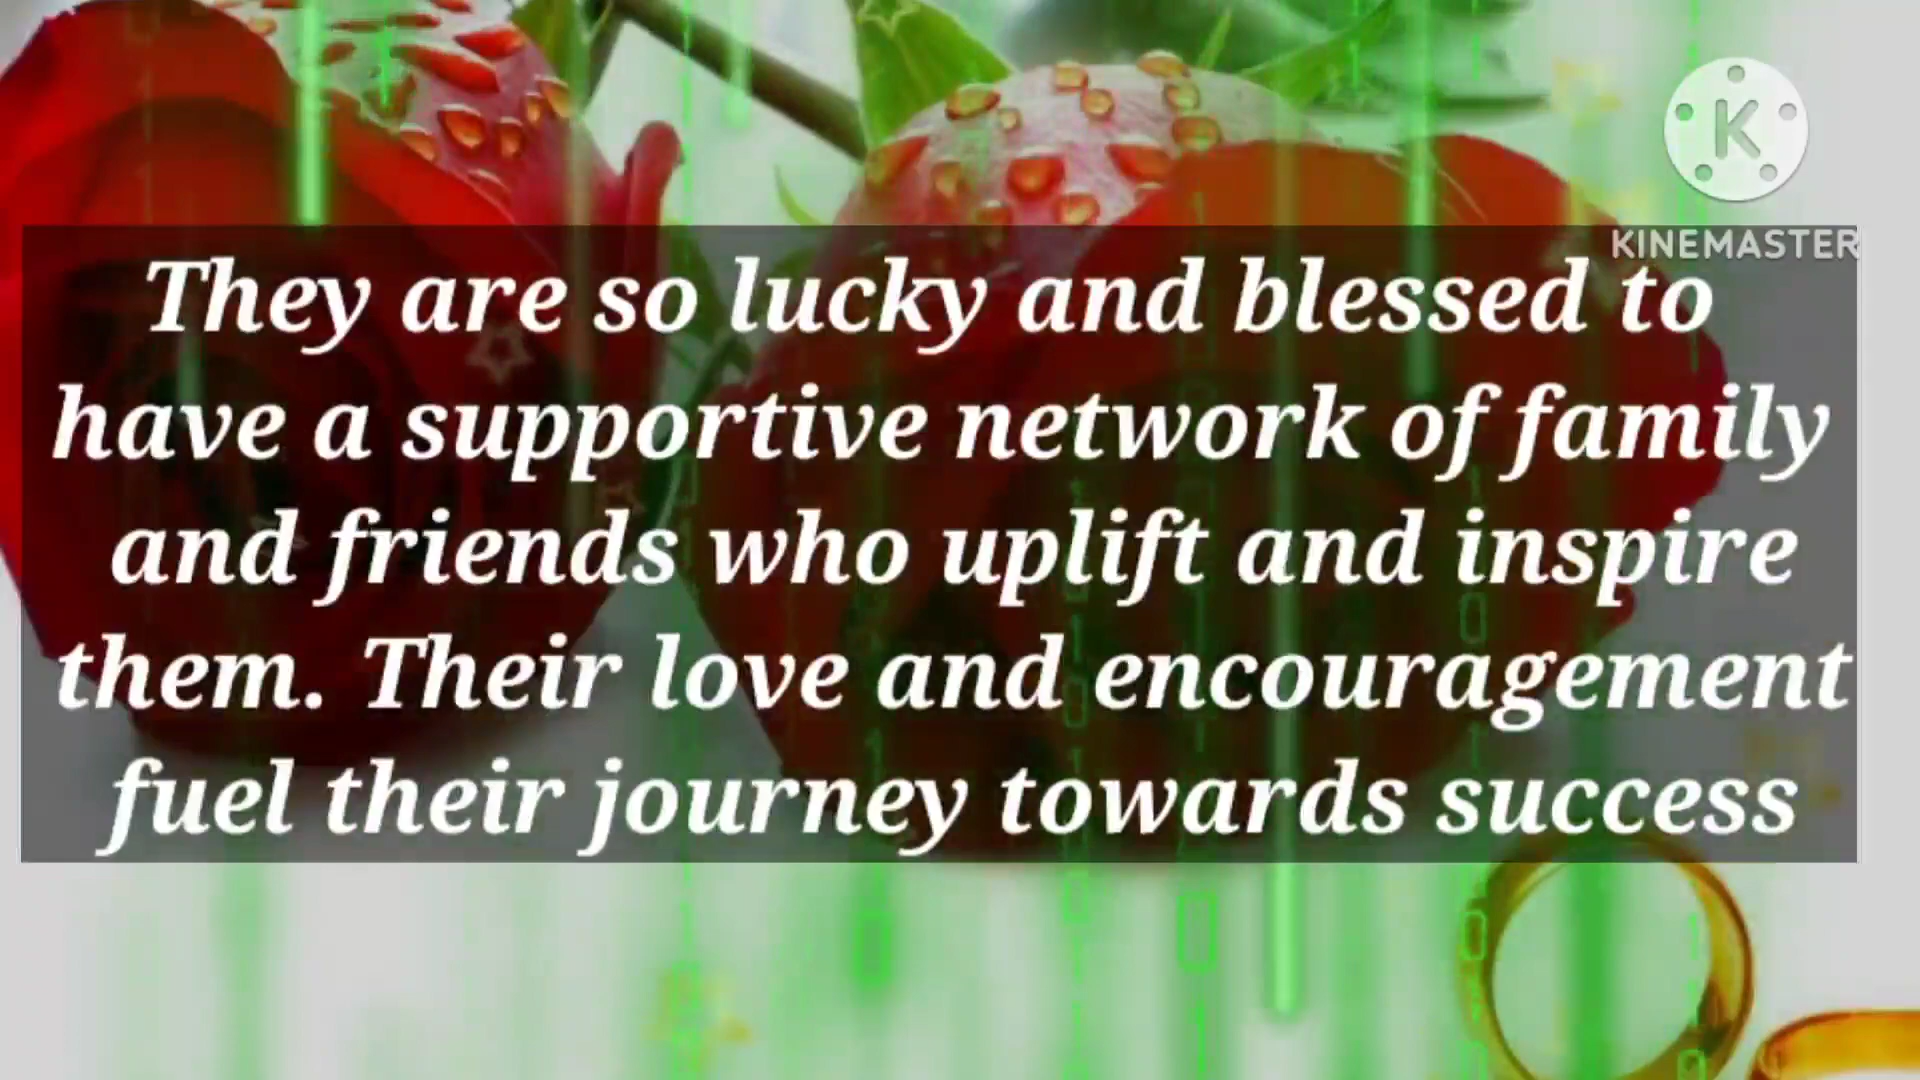 K
KINEMASTER
They are so lucky and blessed to
have a supportive network of family
and friends who uplift and inspire
them. Their love and encouragement
fuel their journey towards success